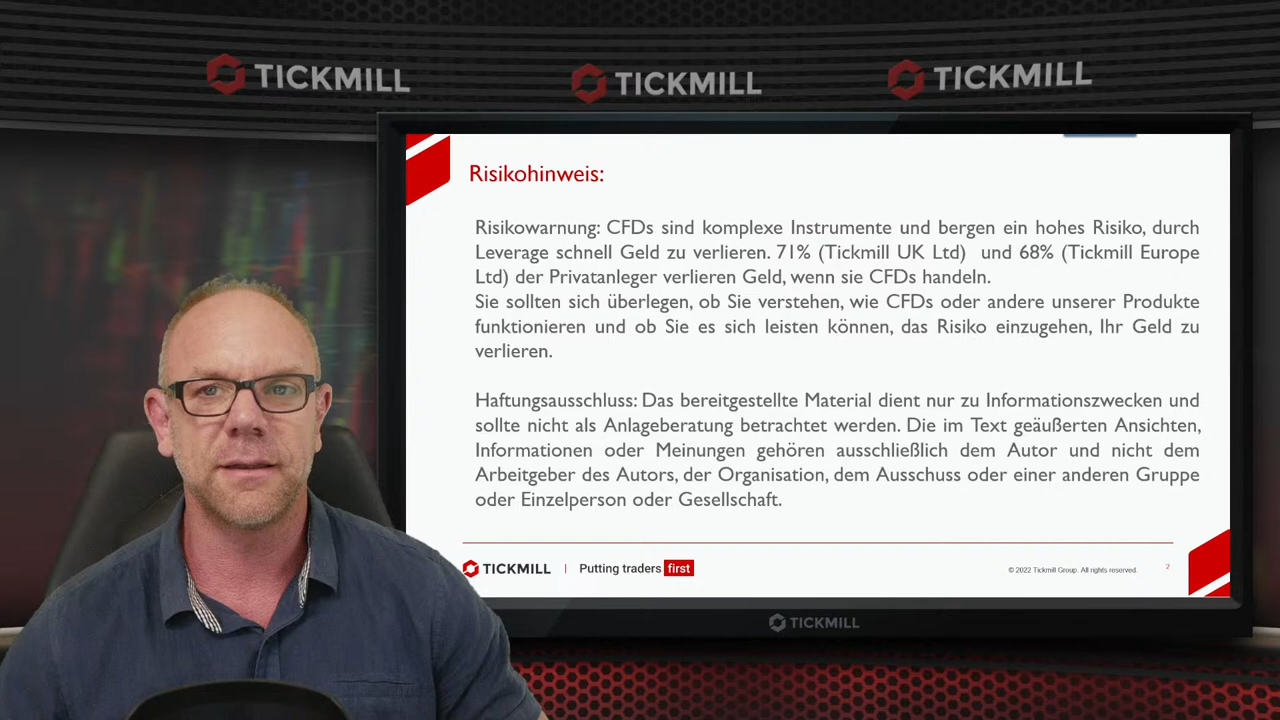 TICKMILL
TICKMILL
TICKMILL
Risikohinweis:
Risikowarnung: CFDs sind komplexe Instrumente und bergen ein hohes Risiko, durch
Leverage schnell Geld zu verlieren. 71% (Tickmill UK Ltd) und 68% (Tickmill Europe
Ltd) der Privatanleger verlieren Geld, wenn sie CFDs handeln.
Sie sollten sich überlegen, ob Sie verstehen, wie CFDs oder andere unserer Produkte
funktionieren und ob Sie es sich leisten können, das Risiko einzugehen, Ihr Geld zu
verlieren.
Haftungsausschluss: Das bereitgestellte Material dient nur zu Informationszwecken und
sollte nicht als Anlageberatung betrachtet werden. Die im Text geäußerten Ansichten,
Informationen oder Meinungen gehören ausschließlich dem Autor und nicht dem
Arbeitgeber des Autors, der Organisation, dem Ausschuss oder einer anderen Gruppe
oder Einzelperson oder Gesellschaft.
TICKMILL | Putting traders first
© 2022 Tickmill Group. All rights reserved. 2
TICKMILL